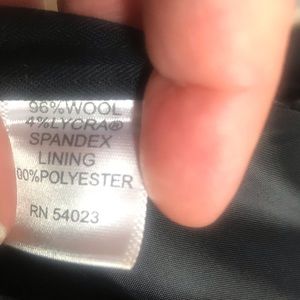 96%WOOL
4%LYCRA®
SPANDEX
LINING
00%POLYESTER
RN 54023